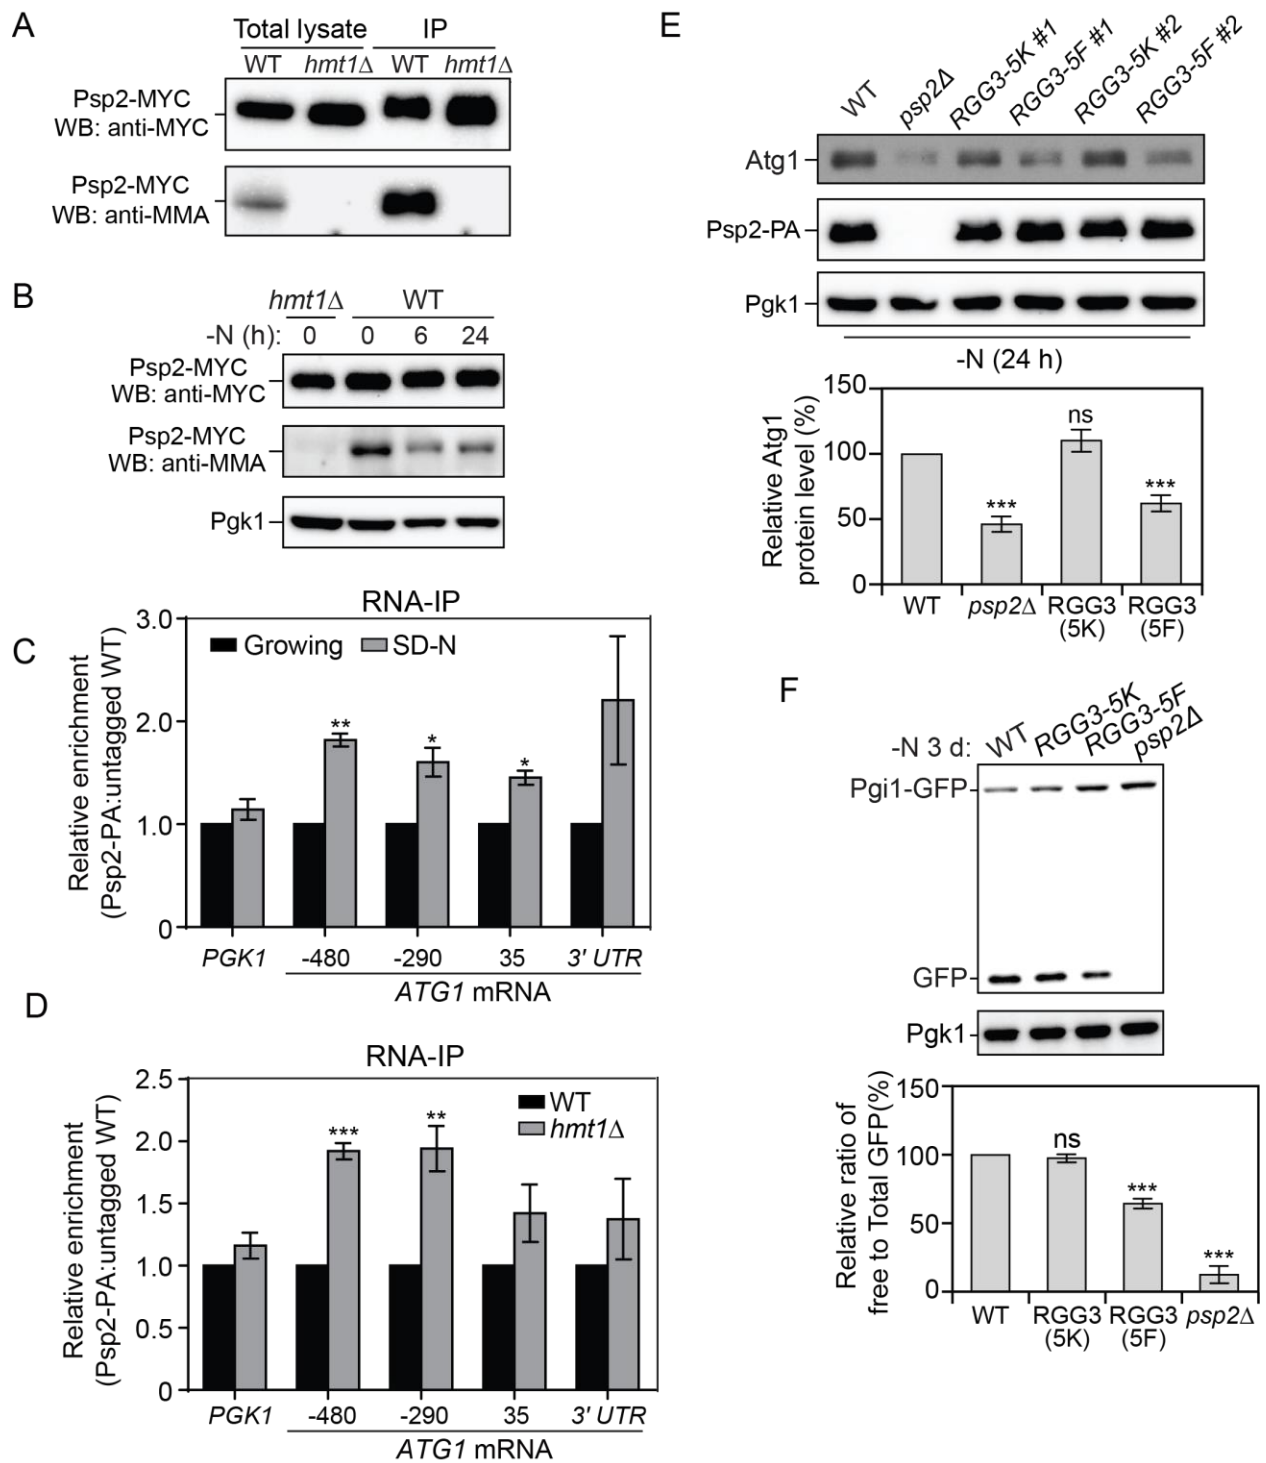 A
Total lysate IP
WT hmt1Δ WT hmt1Δ
Psp2-MYC
WB: anti-MYC
Psp2-MYC
WB: anti-MMA
B
hmt1Δ WT
-N (h): 0 0 6 24
Psp2-MYC
WB: anti-MYC
Psp2-MYC
WB: anti-MMA
Pgk1
C
RNA-IP
Growing SD-N
Relative enrichment
(Psp2-PA:untagged WT)
3.0
2.0
1.0
0
** * *
PGK1 -480 -290 35 3' UTR
ATG1 mRNA
D
RNA-IP
WT
hmt1Δ
Relative enrichment
(Psp2-PA:untagged WT)
2.5
2.0
1.5
1.0
0.5
0
*** **
PGK1 -480 -290 35 3' UTR
ATG1 mRNA
E
WT psp2Δ RGG3-5K #1 RGG3-5F #1 RGG3-5K #2 RGG3-5F #2
Atg1
Psp2-PA
Pgk1
-N (24 h)
Relative Atg1
protein level (%)
150
100
50
0
*** ns ***
WT psp2Δ RGG3 RGG3
(5K) (5F)
F
-N 3 d: WT RGG3-5K RGG3-5F psp2Δ
Pgi1-GFP
GFP
Pgk1
Relative ratio of
free to Total GFP(%)
150
100
50
0
ns *** ***
WT RGG3 RGG3 psp2Δ
(5K) (5F)